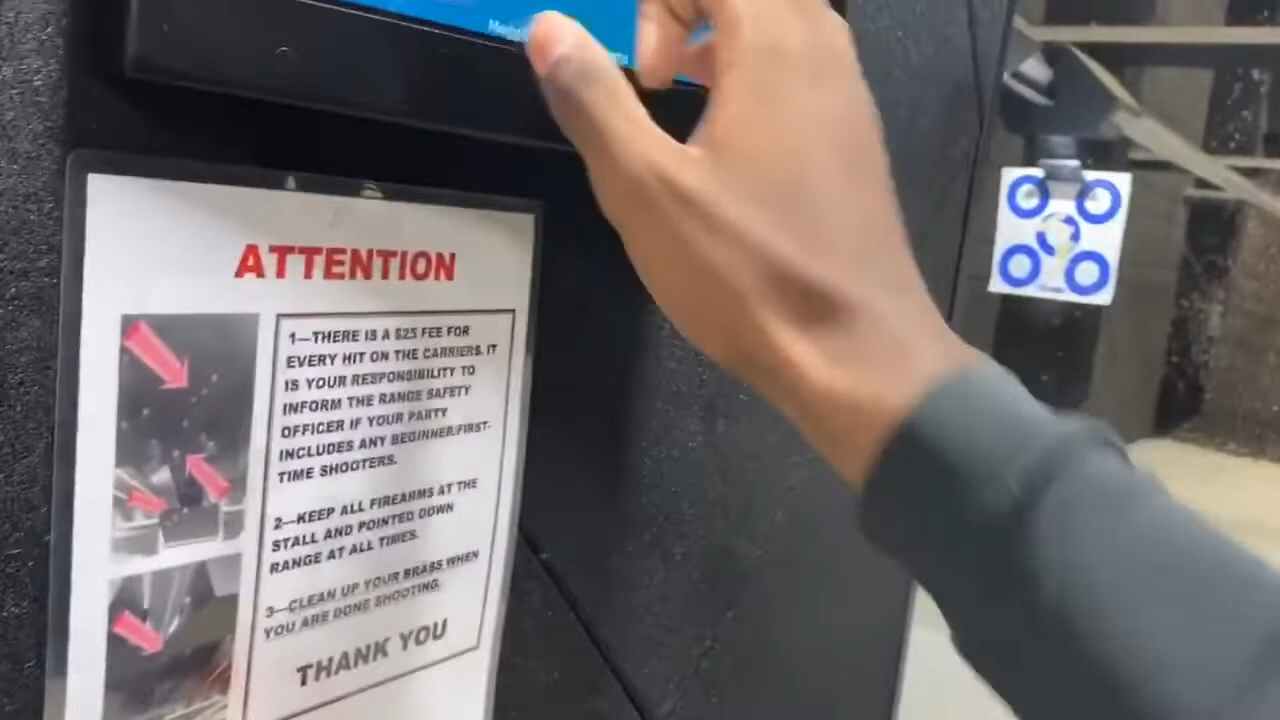 ATTENTION
1—THERE IS A $25 FEE FOR
EVERY HIT ON THE CARRIERS. IT
IS YOUR RESPONSIBILITY TO
INFORM THE RANGE SAFETY
OFFICER IF YOUR PARTY
INCLUDES ANY BEGINNER/FIRST-
TIME SHOOTERS.
2—KEEP ALL FIREARMS AT THE
STALL AND POINTED DOWN
RANGE AT ALL TIMES.
3—CLEAN UP YOUR BRASS WHEN
YOU ARE DONE SHOOTING.
THANK YOU